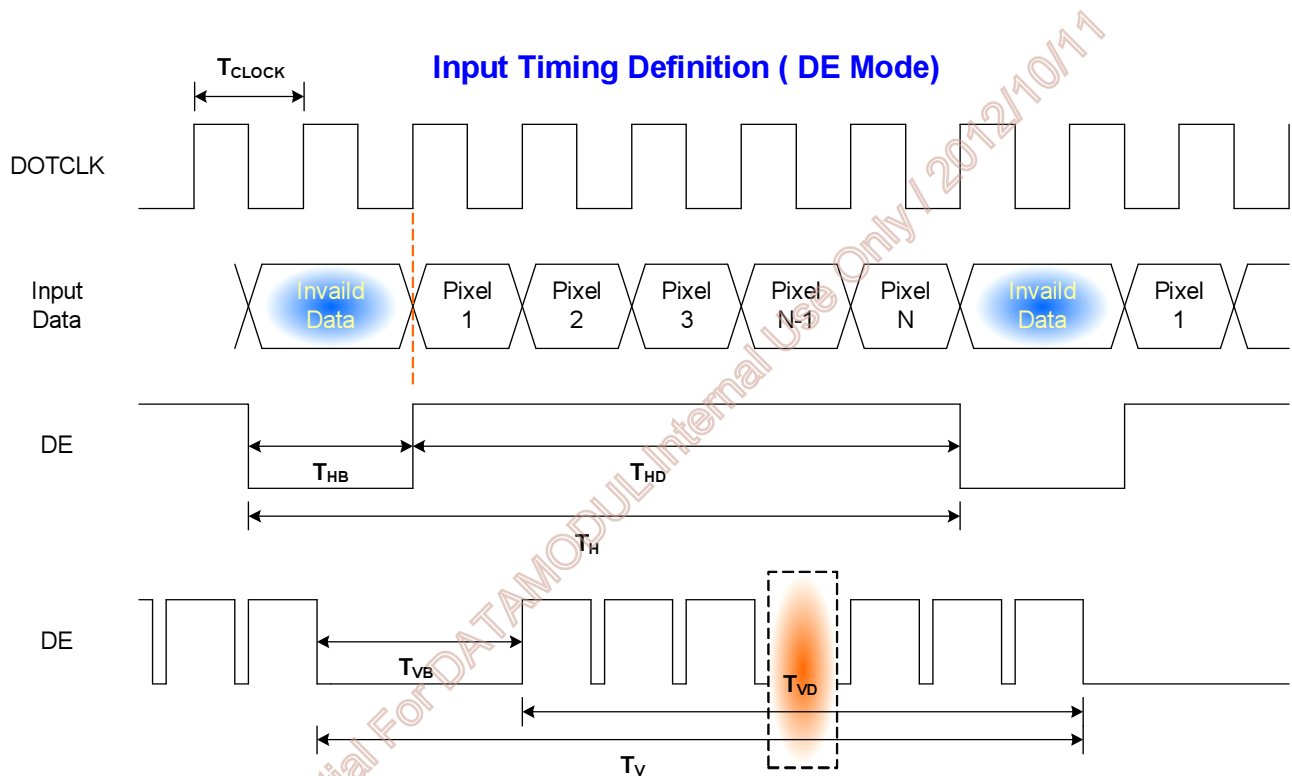 Input Timing Definition ( DE Mode)
TCLOCK
DOTCLK
Input
Data
Invaild
Data
Pixel
1
Pixel
2
Pixel
3
Pixel
N-1
Pixel
N
Invaild
Data
Pixel
1
DE
THB
THD
TH
DE
TVB
TVD
TV
For DATAMODUL Internal Use Only / 2012/10/11